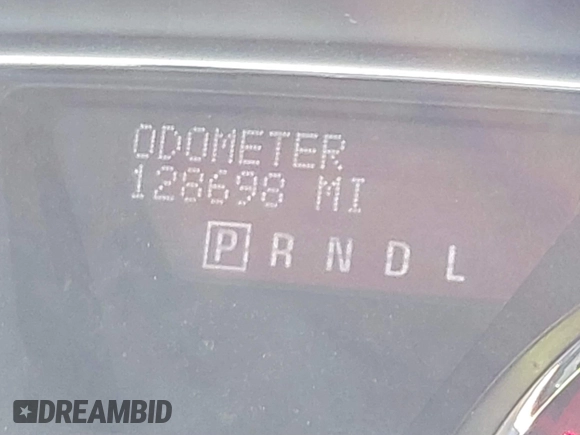 ODOMETER
128698 MI
P R N D L
DREAMBID